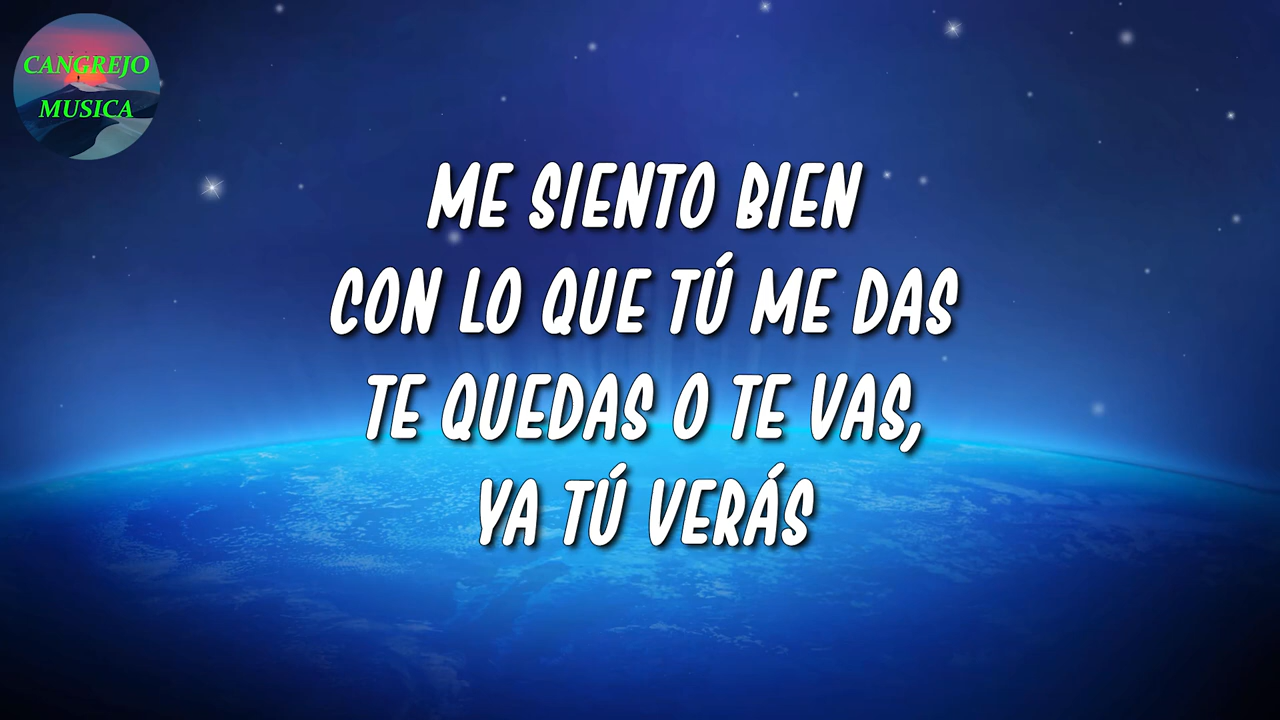 CANGREJO
MUSICA
ME SIENTO BIEN
CON LO QUE TÚ ME DAS
TE QUEDAS O TE VAS,
YA TÚ VERÁS